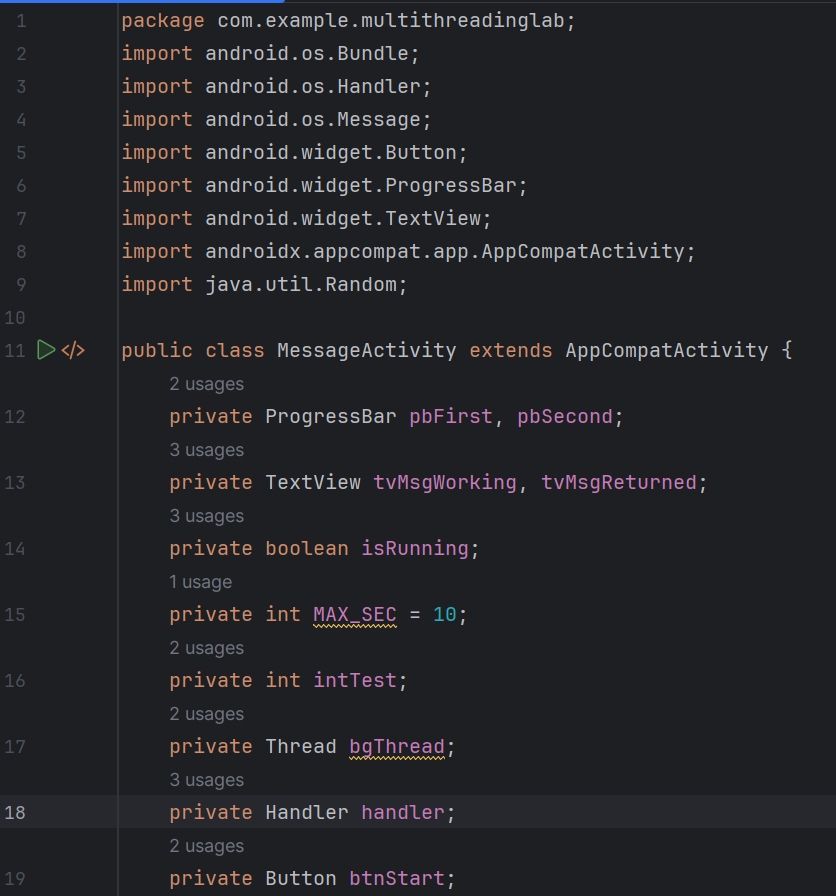 1 package com.example.multithreadinglab;
2 import android.os.Bundle;
3 import android.os.Handler;
4 import android.os.Message;
5 import android.widget.Button;
6 import android.widget.ProgressBar;
7 import android.widget.TextView;
8 import androidx.appcompat.app.AppCompatActivity;
9 import java.util.Random;
10
11 </> public class MessageActivity extends AppCompatActivity {
2 usages
12 private ProgressBar pbFirst, pbSecond;
3 usages
13 private TextView tvMsgWorking, tvMsgReturned;
3 usages
14 private boolean isRunning;
1 usage
15 private int MAX_SEC = 10;
2 usages
16 private int intTest;
2 usages
17 private Thread bgThread;
3 usages
18 private Handler handler;
2 usages
19 private Button btnStart;